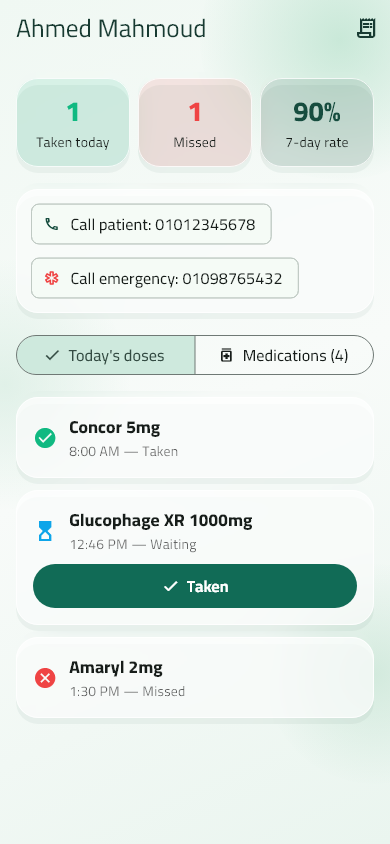 Ahmed Mahmoud
1
Taken today
1
Missed
90%
7-day rate
Call patient: 01012345678
Call emergency: 01098765432
Today's doses
Medications (4)
Concor 5mg
8:00 AM — Taken
Glucophage XR 1000mg
12:46 PM — Waiting
Taken
Amaryl 2mg
1:30 PM — Missed